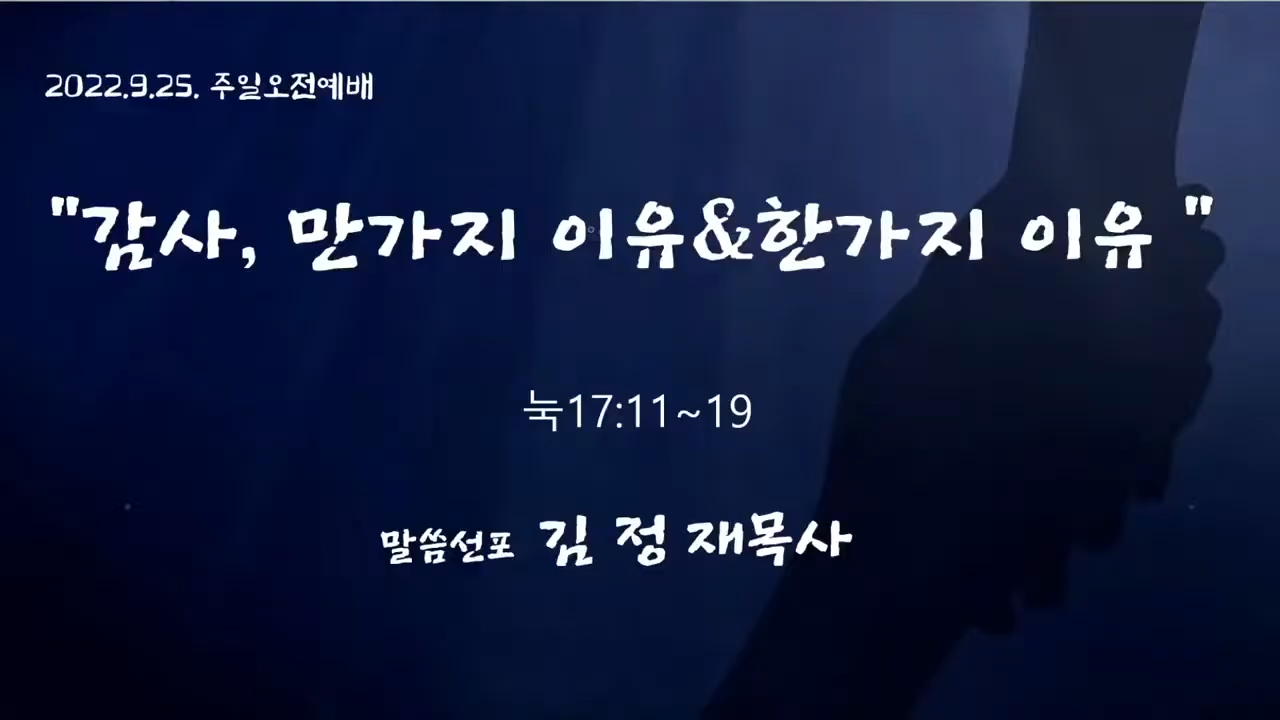 2022.9.25. 주일오전예배
"감사, 만가지 이유&한가지 이유 "
눅17:11~19
말씀선포 김 정 재목사